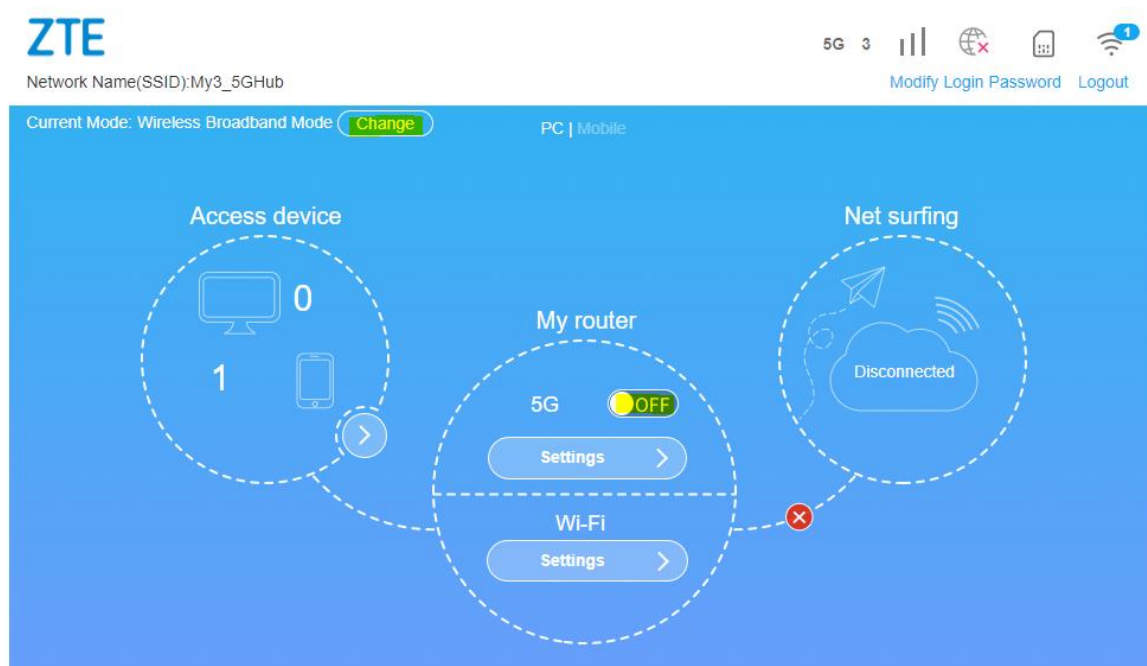 ZTE
5G 3
1
Network Name(SSID):My3_5GHub
Modify Login Password Logout
Current Mode: Wireless Broadband Mode Change
PC | Mobile
Access device
0
1
My router
5G OFF
Settings
Wi-Fi
Settings
Net surfing
Disconnected